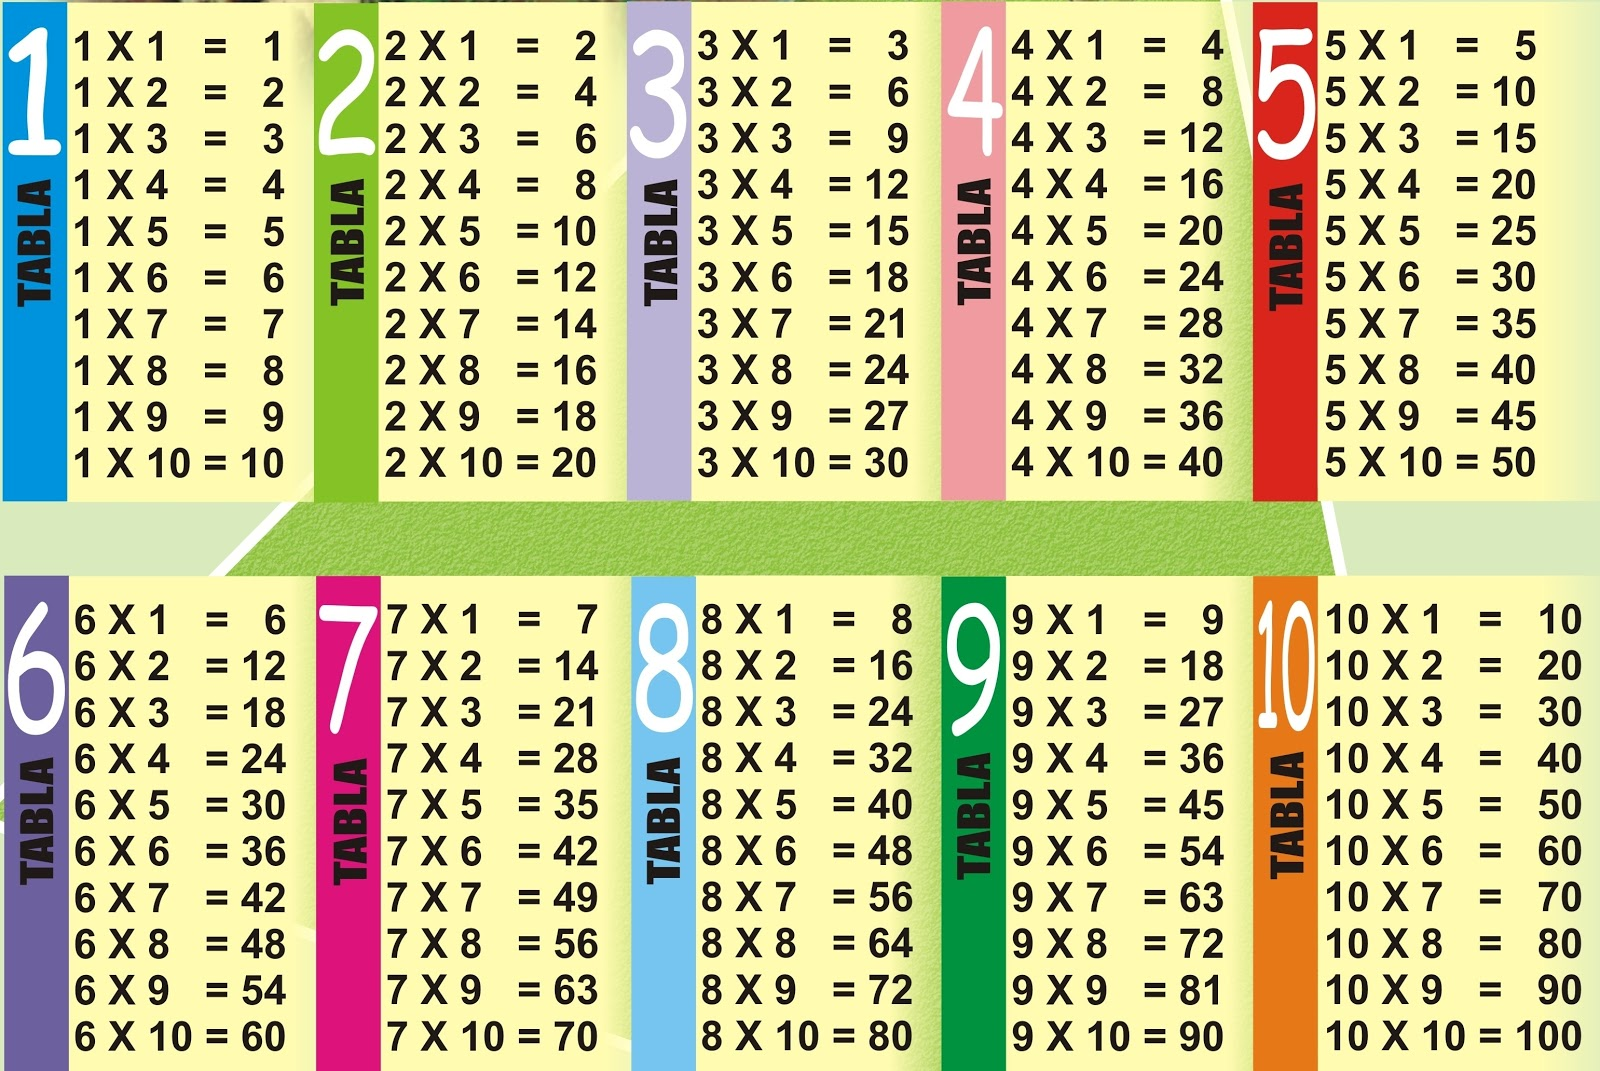 1
TABLA
1 X 1 = 1
1 X 2 = 2
1 X 3 = 3
1 X 4 = 4
1 X 5 = 5
1 X 6 = 6
1 X 7 = 7
1 X 8 = 8
1 X 9 = 9
1 X 10 = 10
2
TABLA
2 X 1 = 2
2 X 2 = 4
2 X 3 = 6
2 X 4 = 8
2 X 5 = 10
2 X 6 = 12
2 X 7 = 14
2 X 8 = 16
2 X 9 = 18
2 X 10 = 20
3
TABLA
3 X 1 = 3
3 X 2 = 6
3 X 3 = 9
3 X 4 = 12
3 X 5 = 15
3 X 6 = 18
3 X 7 = 21
3 X 8 = 24
3 X 9 = 27
3 X 10 = 30
4
TABLA
4 X 1 = 4
4 X 2 = 8
4 X 3 = 12
4 X 4 = 16
4 X 5 = 20
4 X 6 = 24
4 X 7 = 28
4 X 8 = 32
4 X 9 = 36
4 X 10 = 40
5
TABLA
5 X 1 = 5
5 X 2 = 10
5 X 3 = 15
5 X 4 = 20
5 X 5 = 25
5 X 6 = 30
5 X 7 = 35
5 X 8 = 40
5 X 9 = 45
5 X 10 = 50
6
TABLA
6 X 1 = 6
6 X 2 = 12
6 X 3 = 18
6 X 4 = 24
6 X 5 = 30
6 X 6 = 36
6 X 7 = 42
6 X 8 = 48
6 X 9 = 54
6 X 10 = 60
7
TABLA
7 X 1 = 7
7 X 2 = 14
7 X 3 = 21
7 X 4 = 28
7 X 5 = 35
7 X 6 = 42
7 X 7 = 49
7 X 8 = 56
7 X 9 = 63
7 X 10 = 70
8
TABLA
8 X 1 = 8
8 X 2 = 16
8 X 3 = 24
8 X 4 = 32
8 X 5 = 40
8 X 6 = 48
8 X 7 = 56
8 X 8 = 64
8 X 9 = 72
8 X 10 = 80
9
TABLA
9 X 1 = 9
9 X 2 = 18
9 X 3 = 27
9 X 4 = 36
9 X 5 = 45
9 X 6 = 54
9 X 7 = 63
9 X 8 = 72
9 X 9 = 81
9 X 10 = 90
10
TABLA
10 X 1 = 10
10 X 2 = 20
10 X 3 = 30
10 X 4 = 40
10 X 5 = 50
10 X 6 = 60
10 X 7 = 70
10 X 8 = 80
10 X 9 = 90
10 X 10 = 100